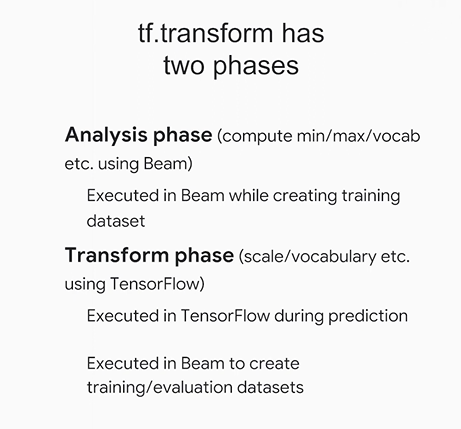 tf.transform has
two phases
Analysis phase (compute min/max/vocab
etc. using Beam)
Executed in Beam while creating training
dataset
Transform phase (scale/vocabulary etc.
using TensorFlow)
Executed in TensorFlow during prediction
Executed in Beam to create
training/evaluation datasets